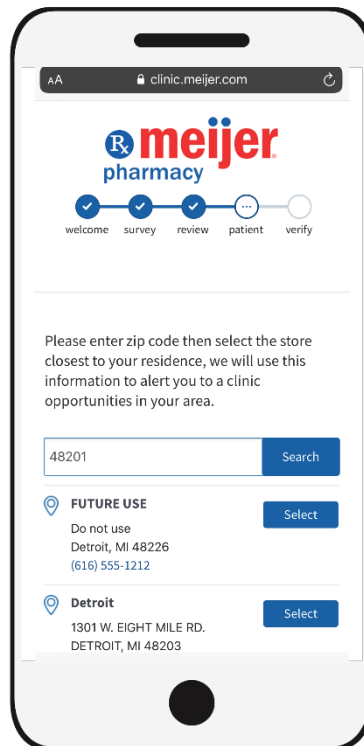 AA clinic.meijer.com
Rx meijer
pharmacy
welcome survey review patient verify
Please enter zip code then select the store
closest to your residence, we will use this
information to alert you to a clinic
opportunities in your area.
48201 Search
FUTURE USE
Select
Do not use
Detroit, MI 48226
(616) 555-1212
Detroit
Select
1301 W. EIGHT MILE RD.
DETROIT, MI 48203